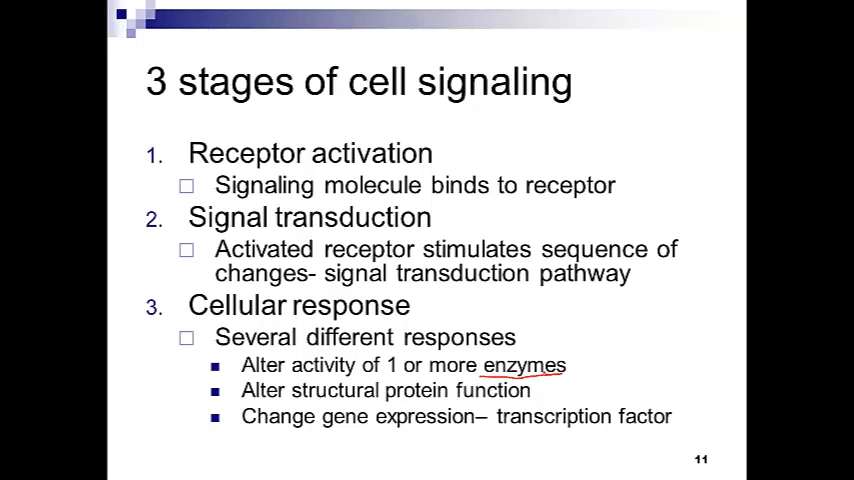 3 stages of cell signaling
1. Receptor activation
Signaling molecule binds to receptor
2. Signal transduction
Activated receptor stimulates sequence of
changes- signal transduction pathway
3. Cellular response
Several different responses
Alter activity of 1 or more enzymes
Alter structural protein function
Change gene expression– transcription factor
11